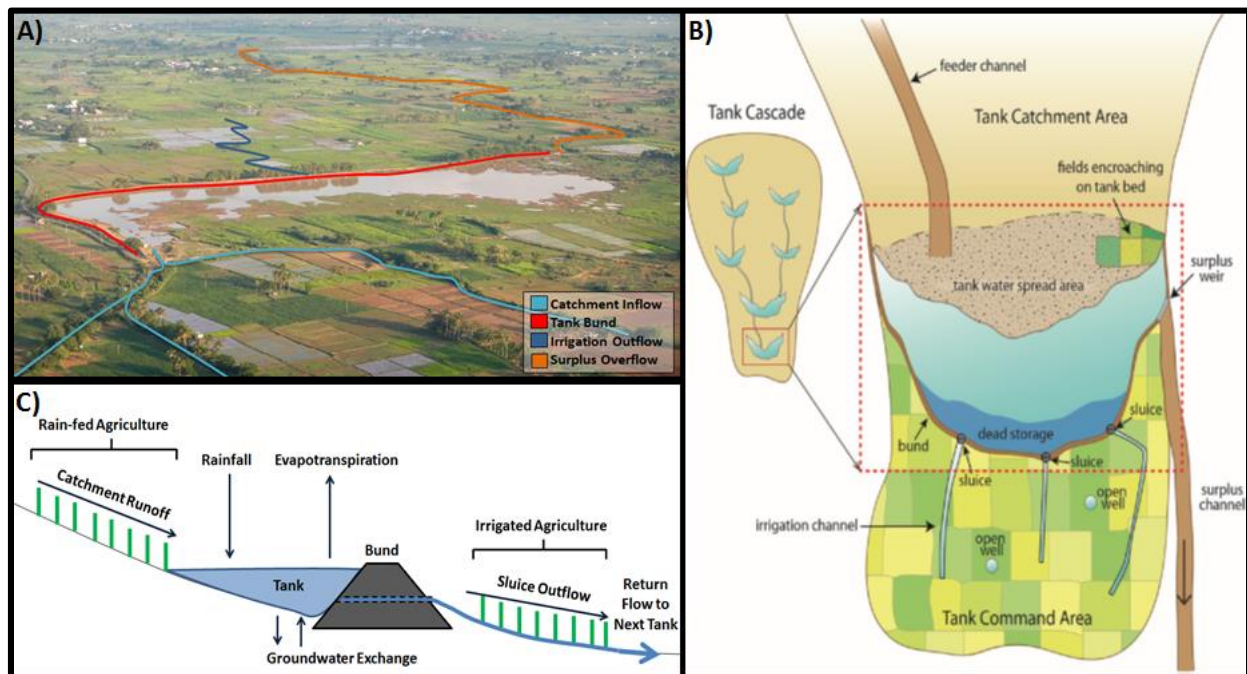 A)
Catchment Inflow
Tank Bund
Irrigation Outflow
Surplus Overflow
B)
feeder channel
Tank Cascade
Tank Catchment Area
fields encroaching
on tank bed
surplus
weir
tank water spread area
sluice
dead storage
bund
sluice
sluice
open
well
surplus
channel
irrigation channel
open
well
Tank Command Area
C)
Rain-fed Agriculture
Rainfall
Evapotranspiration
Catchment Runoff
Irrigated Agriculture
Bund
Tank
Sluice Outflow
Return
Flow to
Next Tank
Groundwater Exchange